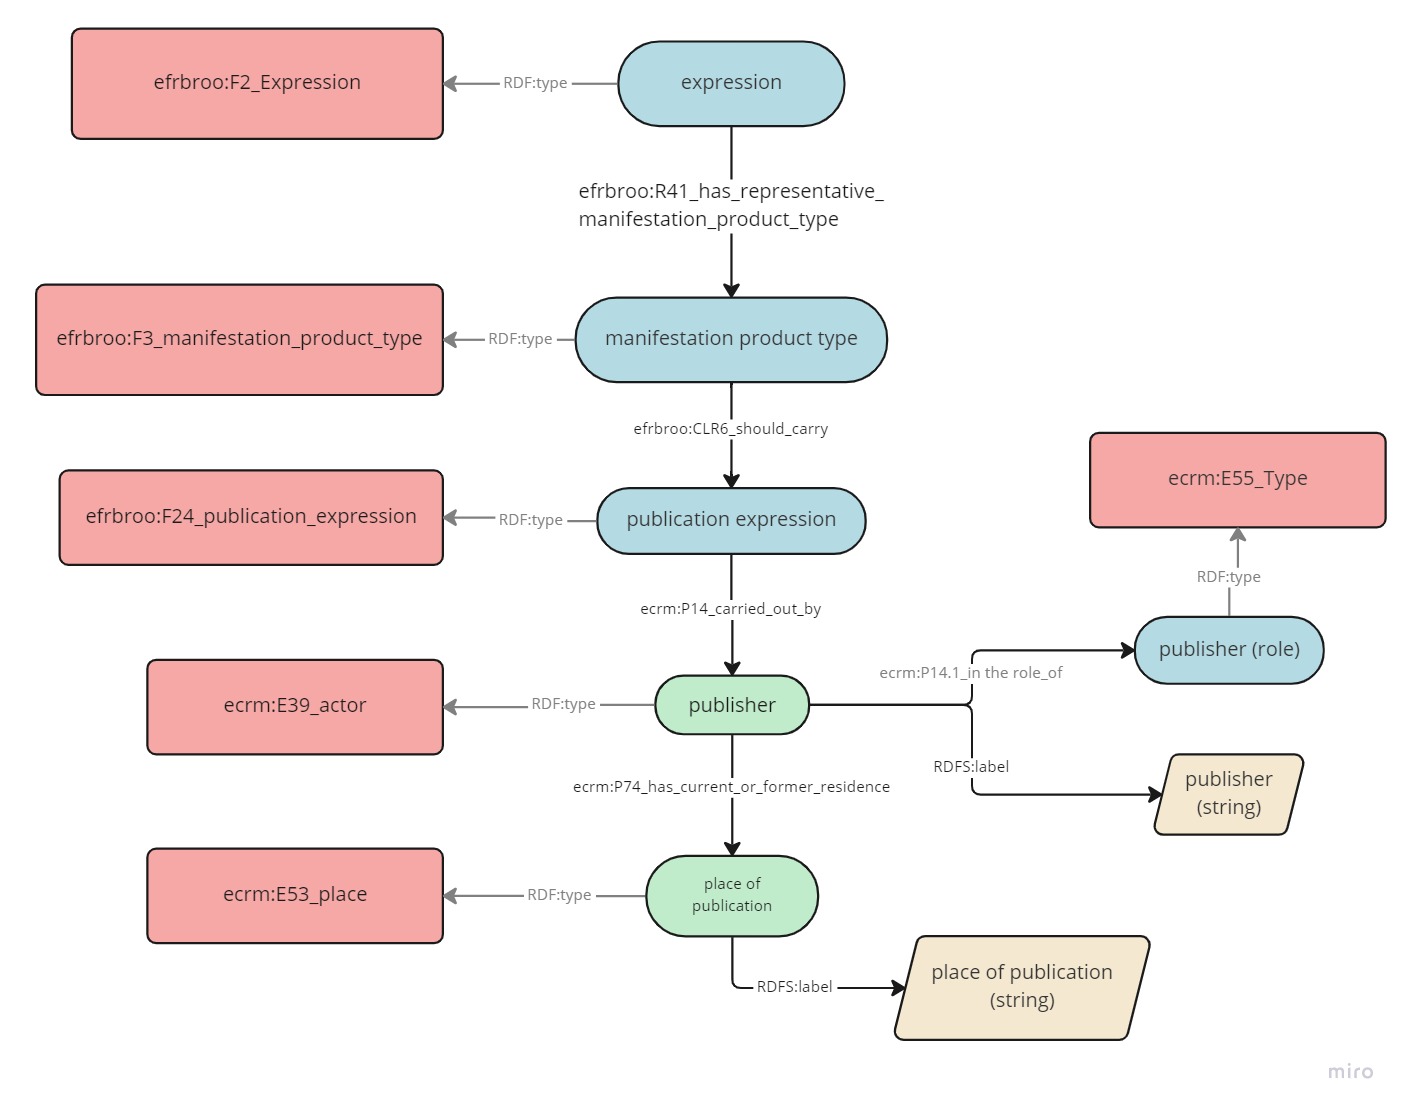 efrbroo:F2_Expression
RDF:type
expression
efrbroo:R41_has_representative_
manifestation_product_type
efrbroo:F3_manifestation_product_type
RDF:type
manifestation product type
efrbroo:CLR6_should_carry
ecrm:E55_Type
efrbroo:F24_publication_expression
RDF:type
publication expression
RDF:type
ecrm:P14_carried_out_by
publisher (role)
ecrm:P14.1_in the role_of
ecrm:E39_actor
RDF:type
publisher
RDFS:label
publisher
(string)
ecrm:P74_has_current_or_former_residence
ecrm:E53_place
RDF:type
place of
publication
RDFS:label
place of publication
(string)
miro